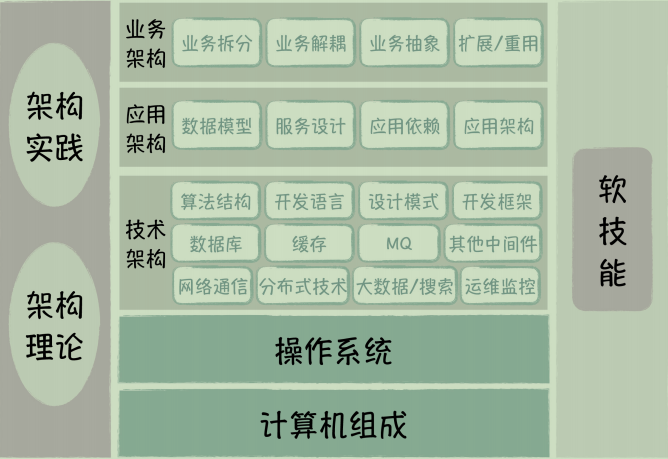 架构
实践
架构
理论
业务
架构
业务拆分
业务解耦
业务抽象
扩展/重用
应用
架构
数据模型
服务设计
应用依赖
应用架构
技术
架构
算法结构
开发语言
设计模式
开发框架
数据库
缓存
MQ
其他中间件
网络通信
分布式技术
大数据/搜索
运维监控
操作系统
计算机组成
软
技
能